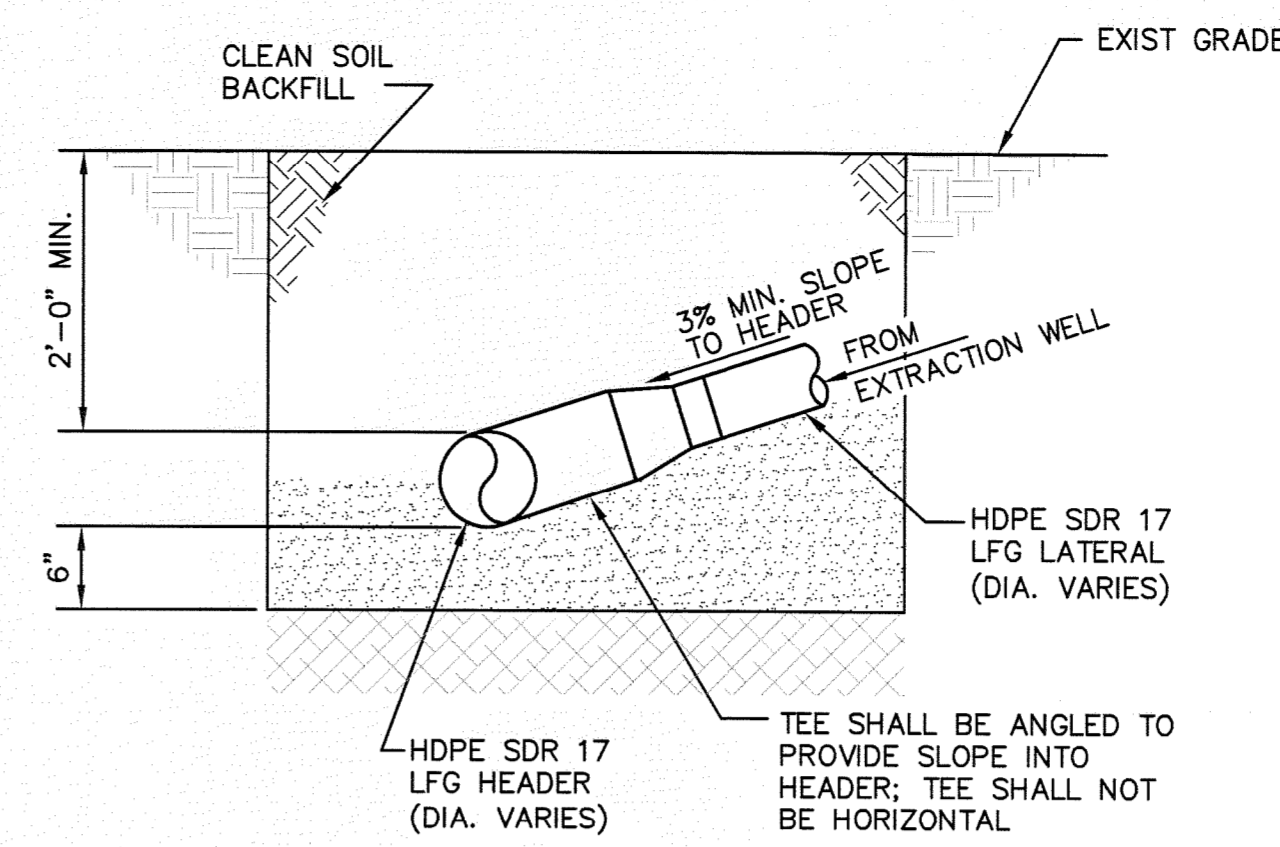 CLEAN SOIL
BACKFILL
EXIST GRADE
2'-0" MIN.
3% MIN. SLOPE
TO HEADER
FROM
EXTRACTION WELL
6"
HDPE SDR 17
LFG LATERAL
(DIA. VARIES)
HDPE SDR 17
LFG HEADER
(DIA. VARIES)
TEE SHALL BE ANGLED TO
PROVIDE SLOPE INTO
HEADER; TEE SHALL NOT
BE HORIZONTAL